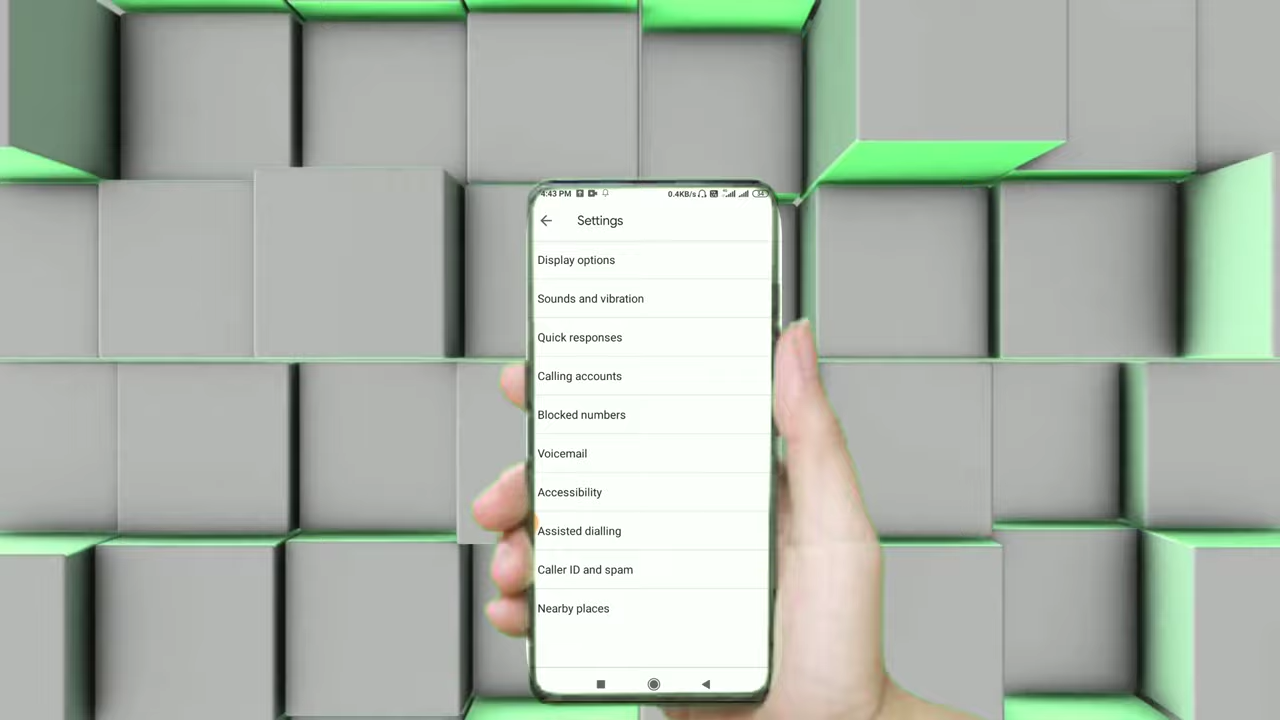 4:43 PM 0.4KB/s 34
Settings
Display options
Sounds and vibration
Quick responses
Calling accounts
Blocked numbers
Voicemail
Accessibility
Assisted dialling
Caller ID and spam
Nearby places